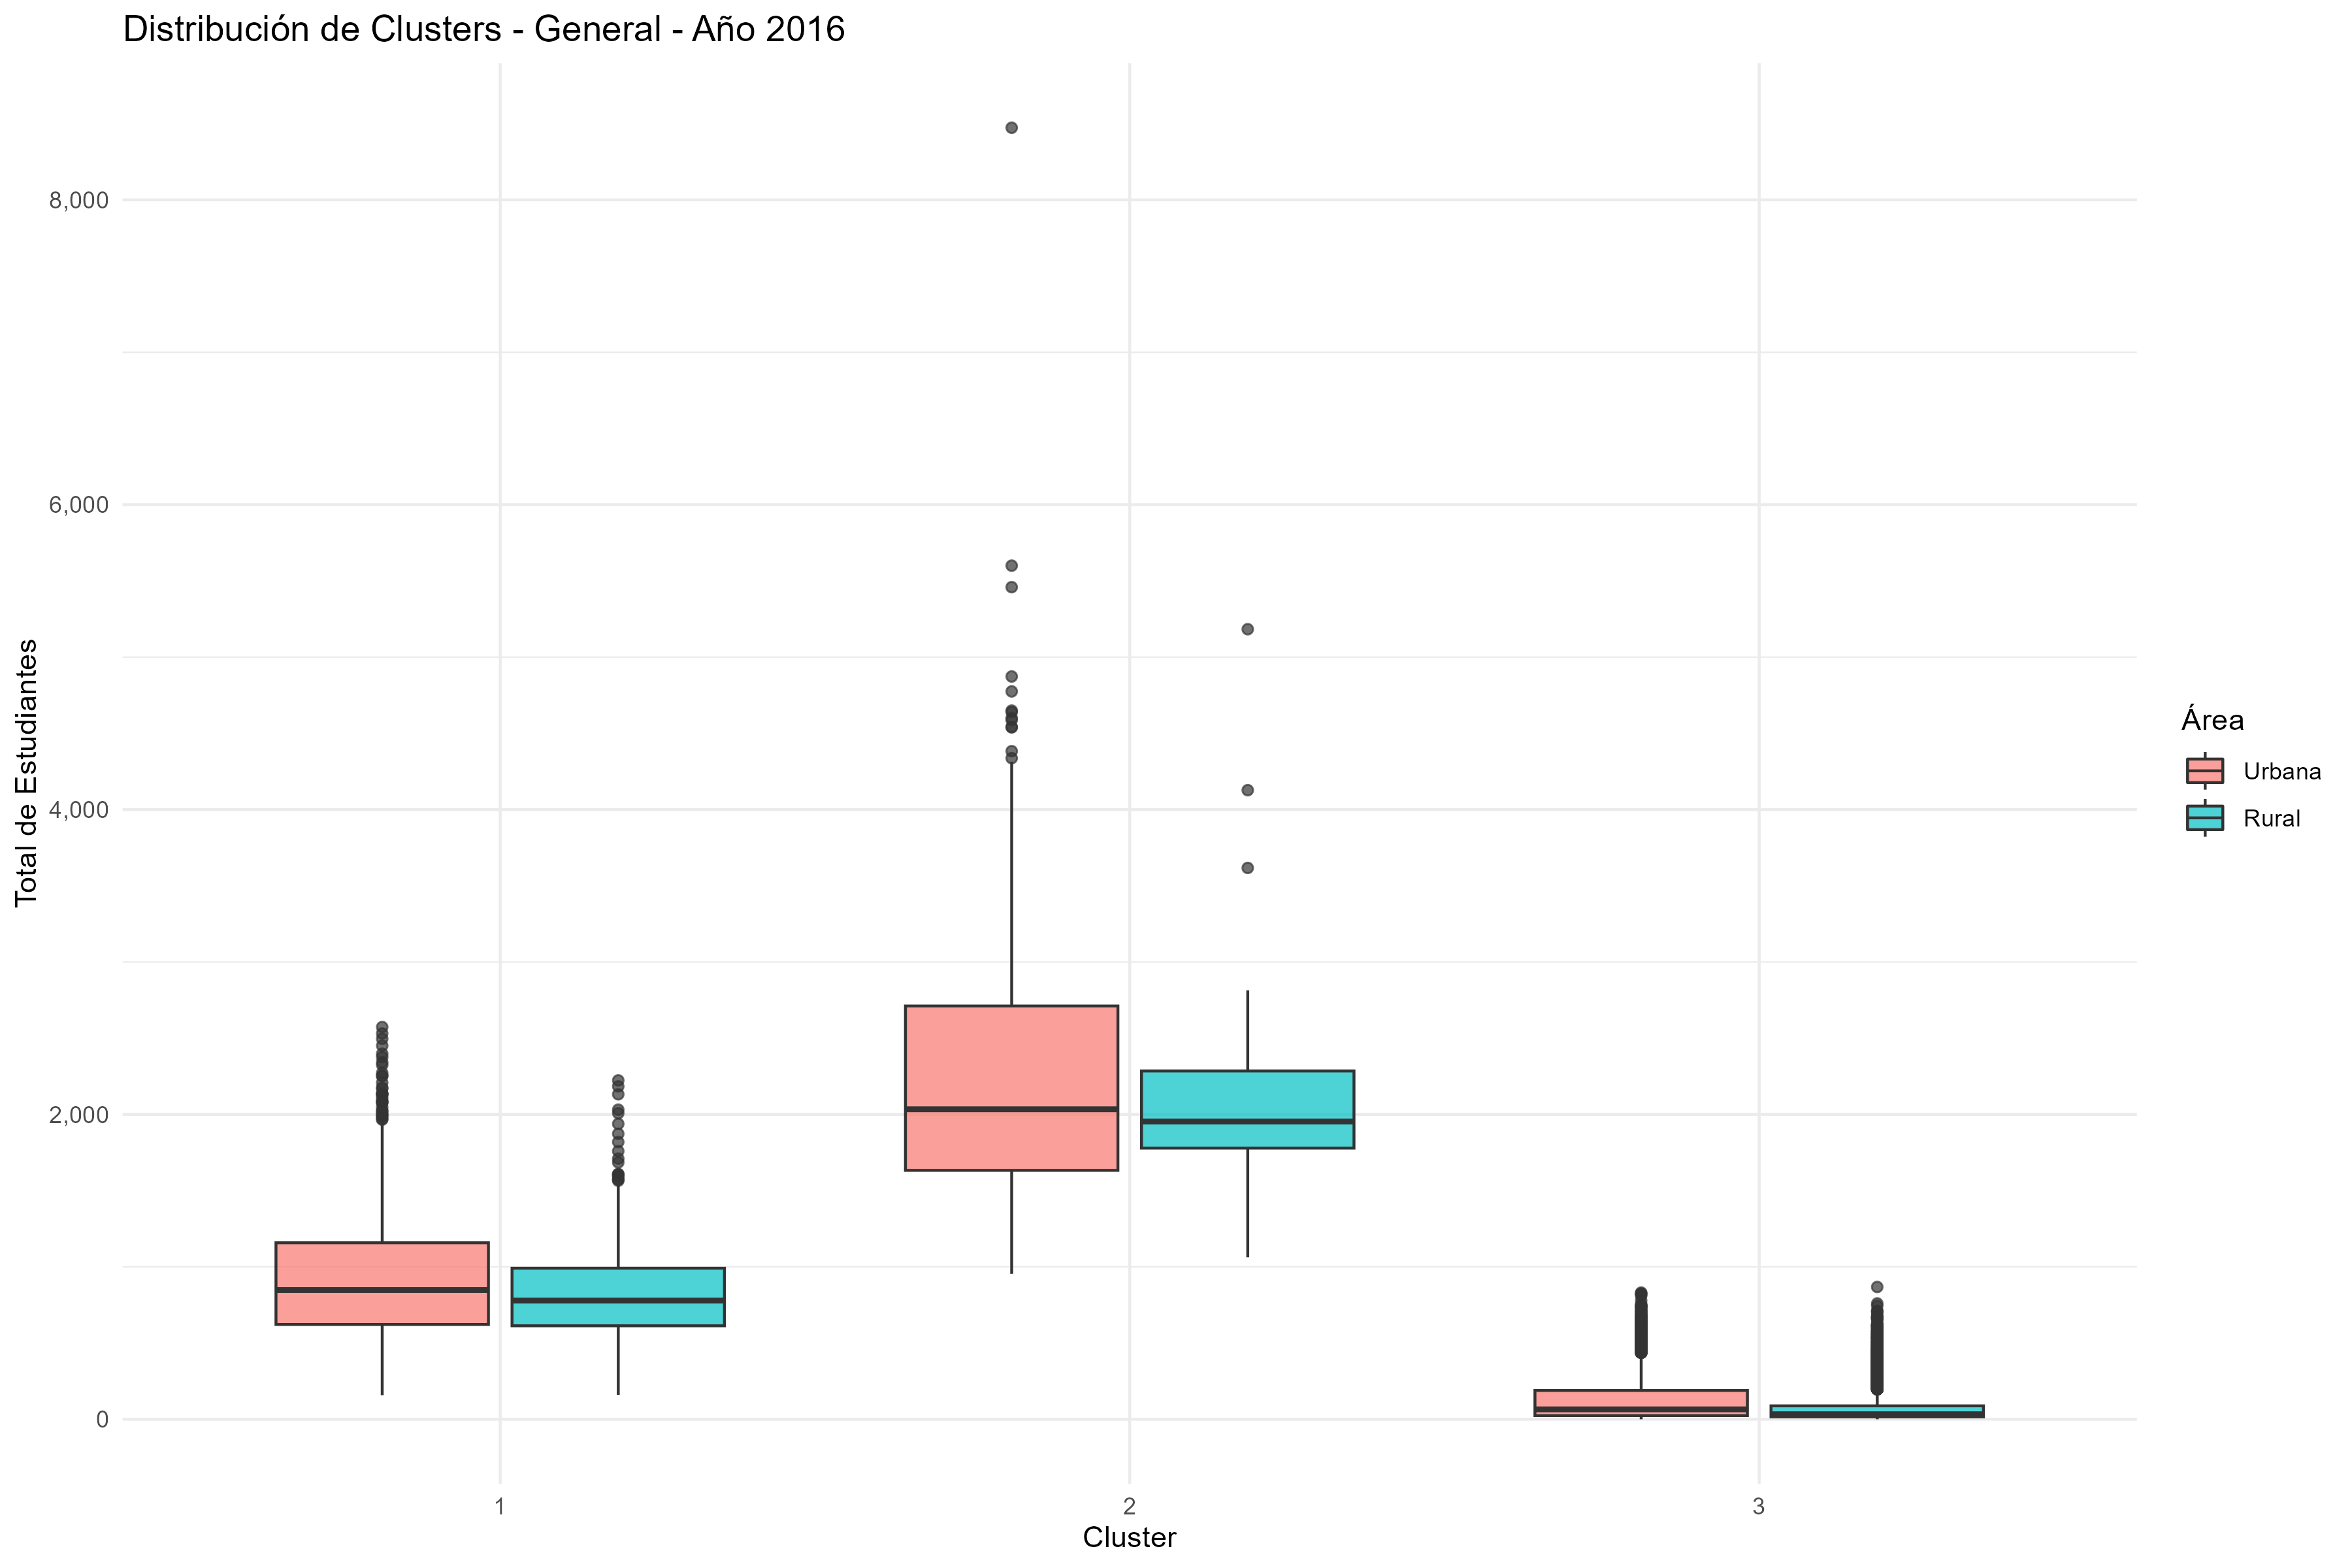 Distribución de Clusters - General - Año 2016
Total de Estudiantes
8,000
6,000
4,000
2,000
0
1
2
3
Cluster
Área
Urbana
Rural